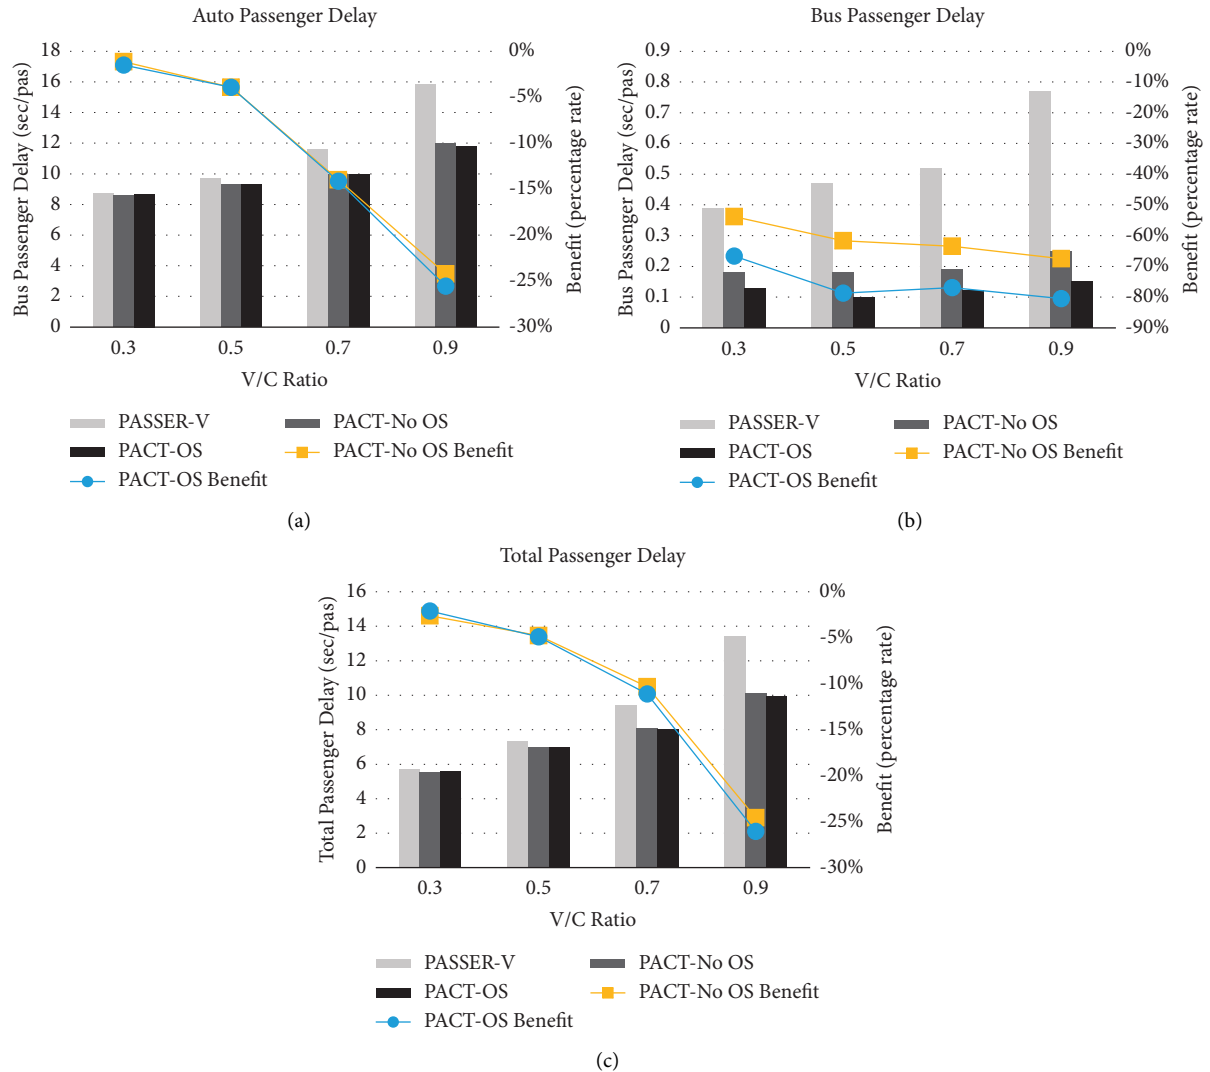 Auto Passenger Delay
Bus Passenger Delay (sec/pas)
18
16
14
12
10
8
6
4
2
0
0%
-5%
-10%
-15%
-20%
-25%
-30%
Benefit (percentage rate)
0.3 0.5 0.7 0.9
V/C Ratio
PASSER-V PACT-No OS
PACT-OS PACT-No OS Benefit
PACT-OS Benefit
(a)
Bus Passenger Delay
Bus Passenger Delay (sec/pas)
0.9
0.8
0.7
0.6
0.5
0.4
0.3
0.2
0.1
0
0%
-10%
-20%
-30%
-40%
-50%
-60%
-70%
-80%
-90%
Benefit (percentage rate)
0.3 0.5 0.7 0.9
V/C Ratio
PASSER-V PACT-No OS
PACT-OS PACT-No OS Benefit
PACT-OS Benefit
(b)
Total Passenger Delay
Total Passenger Delay (sec/pas)
16
14
12
10
8
6
4
2
0
0%
-5%
-10%
-15%
-20%
-25%
-30%
Benefit (percentage rate)
0.3 0.5 0.7 0.9
V/C Ratio
PASSER-V PACT-No OS
PACT-OS PACT-No OS Benefit
PACT-OS Benefit
(c)